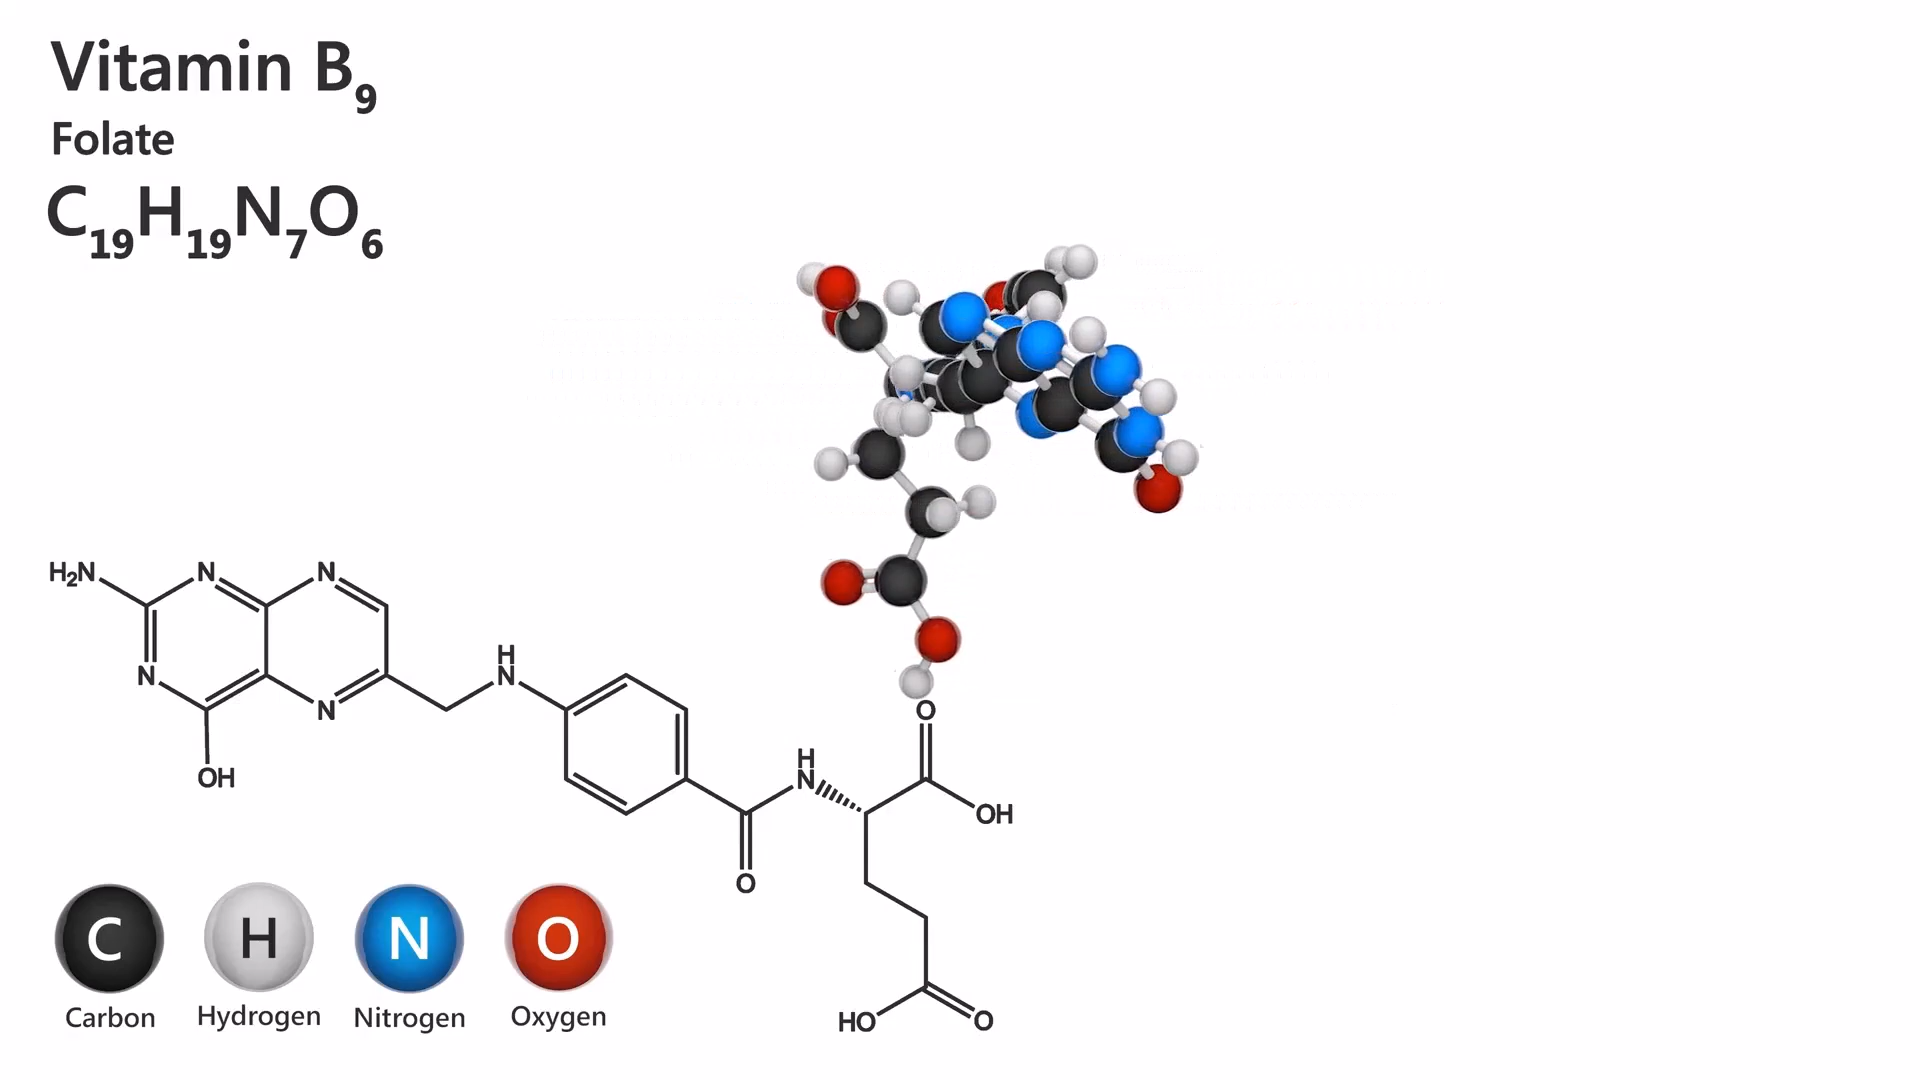 Vitamin B₉
Folate
C₁₉H₁₉N₇O₆
H₂N
N
N
N
N
OH
H
N
H
N
O
O
OH
HO
O
C
H
N
O
Carbon
Hydrogen
Nitrogen
Oxygen